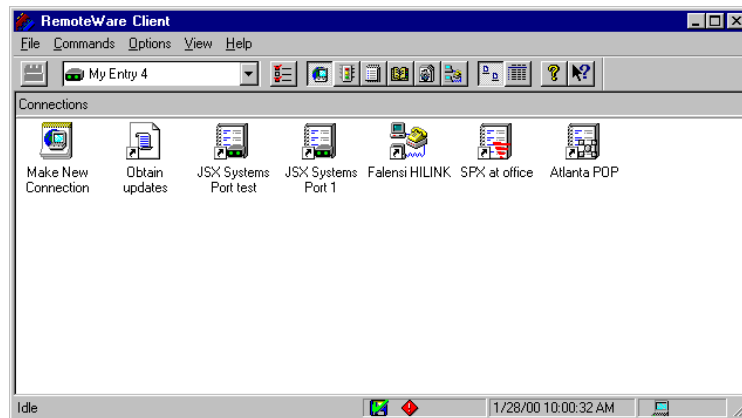 RemoteWare Client
File Commands Options View Help
My Entry 4
Connections
Make New Connection
Obtain updates
JSX Systems Port test
JSX Systems Port 1
Falensi HILINK
SPX at office
Atlanta POP
Idle
1/28/00 10:00:32 AM